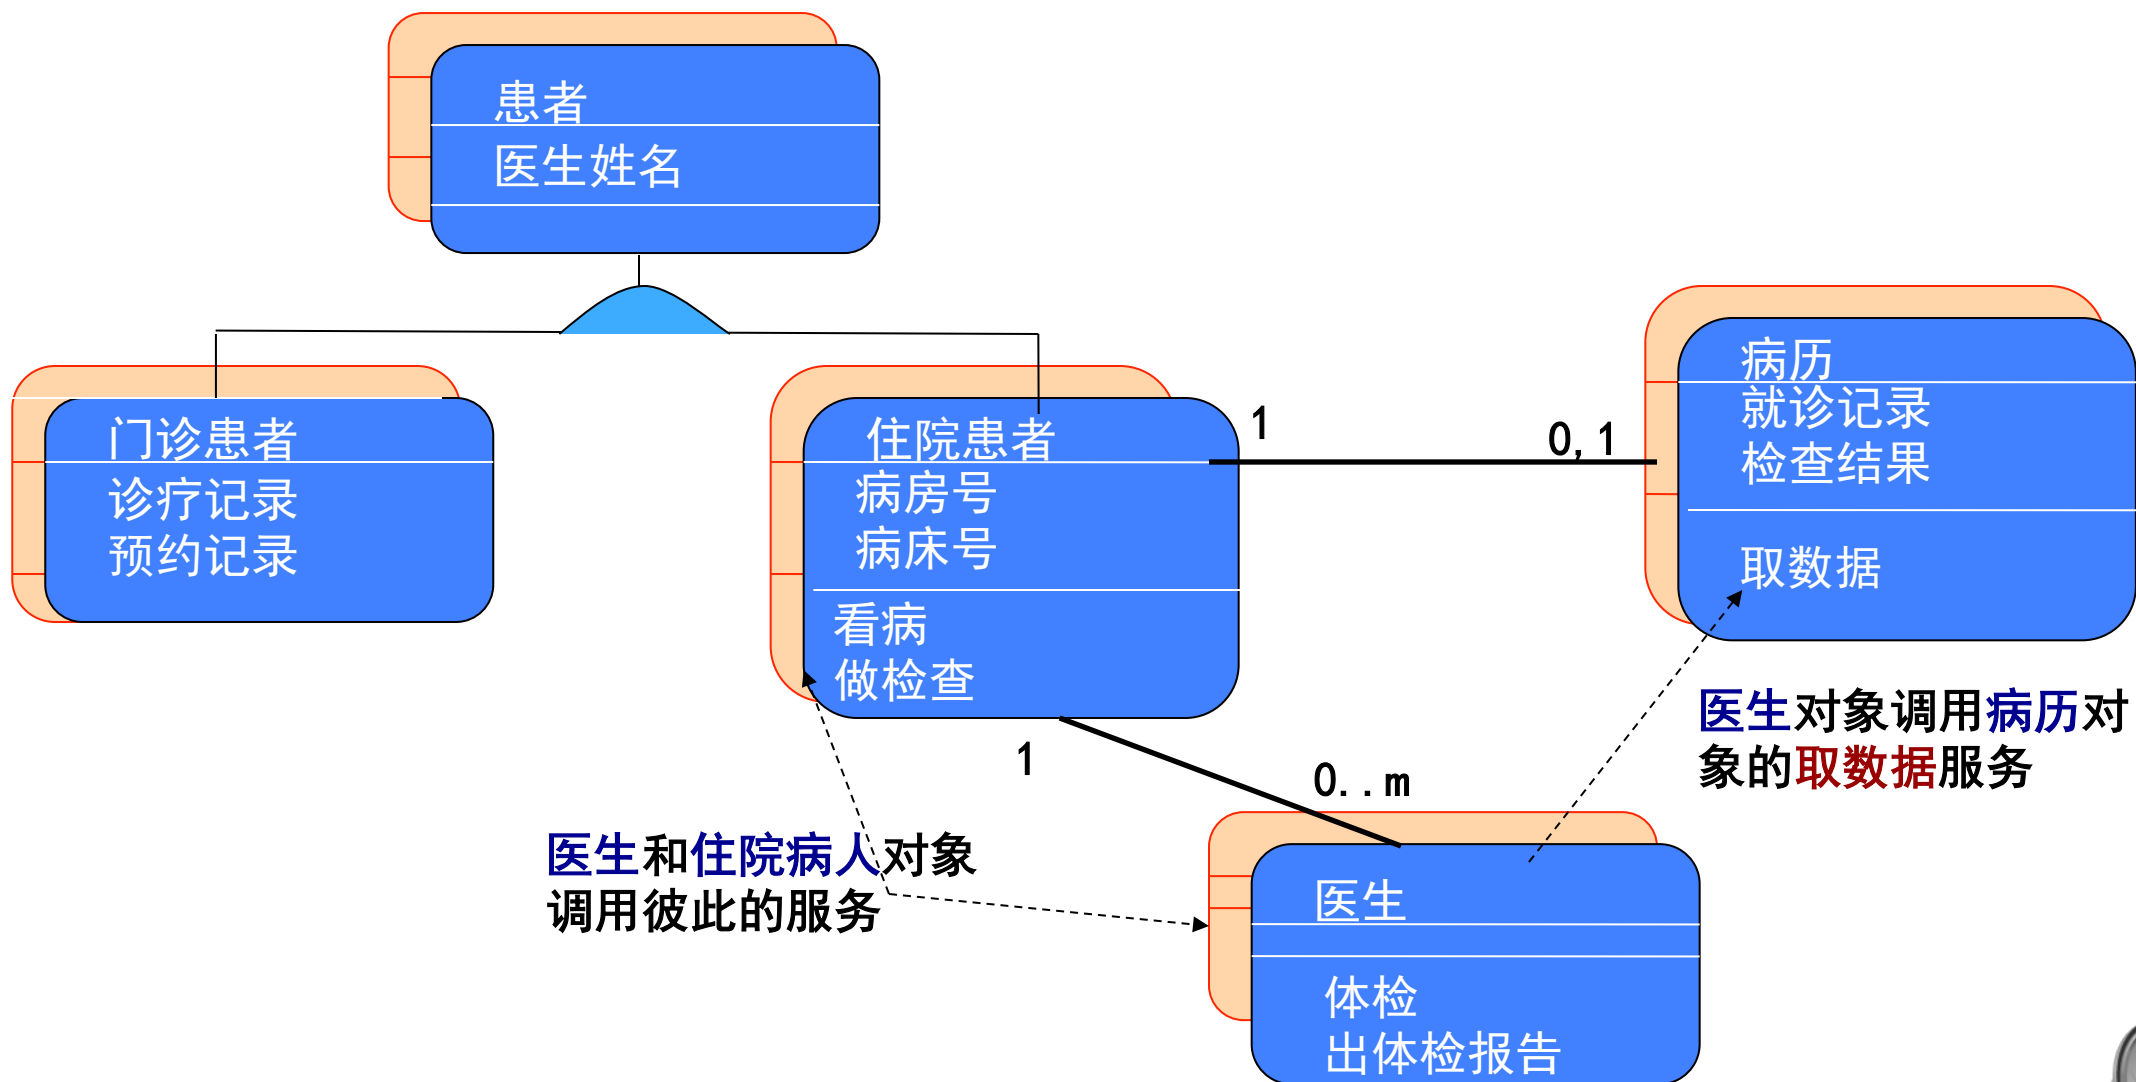 患者
医生姓名
门诊患者
诊疗记录
预约记录
住院患者
病房号
病床号
看病
做检查
1
0,1
病历
就诊记录
检查结果
取数据
医生对象调用病历对
象的取数据服务
1
0..m
医生和住院病人对象
调用彼此的服务
医生
体检
出体检报告